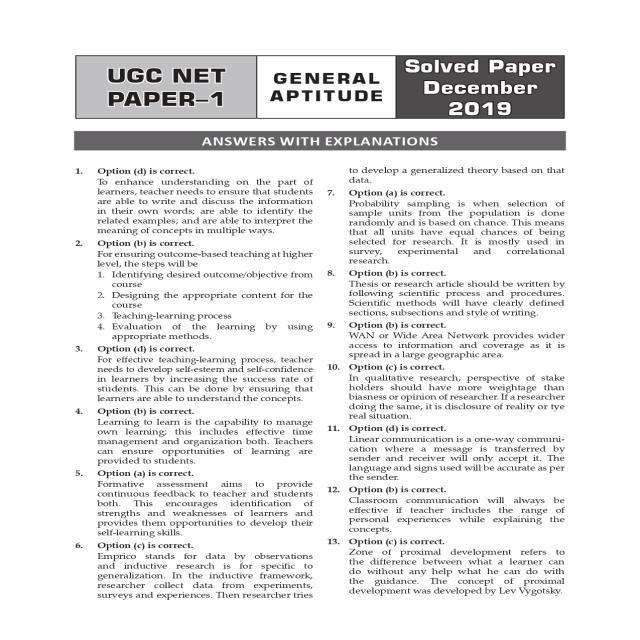 UGC NET
PAPER–1
GENERAL
APTITUDE
Solved Paper
December
2019
ANSWERS WITH EXPLANATIONS
1. Option (d) is correct.
To enhance understanding on the part of
learners, teacher needs to ensure that students
are able to write and discuss the information
in their own words; are able to identify the
related examples; and are able to interpret the
meaning of concepts in multiple ways.
2. Option (b) is correct.
For ensuring outcome-based teaching at higher
level, the steps will be
1. Identifying desired outcome/objective from
course
2. Designing the appropriate content for the
course
3. Teaching-learning process
4. Evaluation of the learning by using
appropriate methods.
3. Option (d) is correct.
For effective teaching-learning process, teacher
needs to develop self-esteem and self-confidence
in learners by increasing the success rate of
students. This can be done by ensuring that
learners are able to understand the concepts.
4. Option (b) is correct.
Learning to learn is the capability to manage
own learning; this includes effective time
management and organization both. Teachers
can ensure opportunities of learning are
provided to students.
5. Option (a) is correct.
Formative assessment aims to provide
continuous feedback to teacher and students
both. This encourages identification of
strengths and weaknesses of learners and
provides them opportunities to develop their
self-learning skills.
6. Option (c) is correct.
Emprico stands for data by observations
and inductive research is for specific to
generalization. In the inductive framework,
researcher collect data from experiments,
surveys and experiences. Then researcher tries
to develop a generalized theory based on that
data.
7. Option (a) is correct.
Probability sampling is when selection of
sample units from the population is done
randomly and is based on chance. This means
that all units have equal chances of being
selected for research. It is mostly used in
survey, experimental and correlational
research.
8. Option (b) is correct.
Thesis or research article should be written by
following scientific process and procedures.
Scientific methods will have clearly defined
sections, subsections and style of writing.
9. Option (b) is correct.
WAN or Wide Area Network provides wider
access to information and coverage as it is
spread in a large geographic area.
10. Option (c) is correct.
In qualitative research, perspective of stake
holders should have more weightage than
biasness or opinion of researcher. If a researcher
doing the same, it is disclosure of reality or tye
real situation.
11. Option (d) is correct.
Linear communication is a one-way communi-
cation where a message is transferred by
sender and receiver will only accept it. The
language and signs used will be accurate as per
the sender.
12. Option (b) is correct.
Classroom communication will always be
effective if teacher includes the range of
personal experiences while explaining the
concepts.
13. Option (c) is correct.
Zone of proximal development refers to
the difference between what a learner can
do without any help what he can do with
the guidance. The concept of proximal
development was developed by Lev Vygotsky.